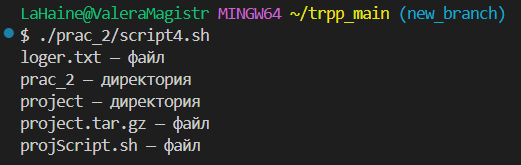 LaHaine@ValeraMagistr MINGW64 ~/trpp_main (new_branch)
$ ./prac_2/script4.sh
loger.txt — файл
prac_2 — директория
project — директория
project.tar.gz — файл
projScript.sh — файл